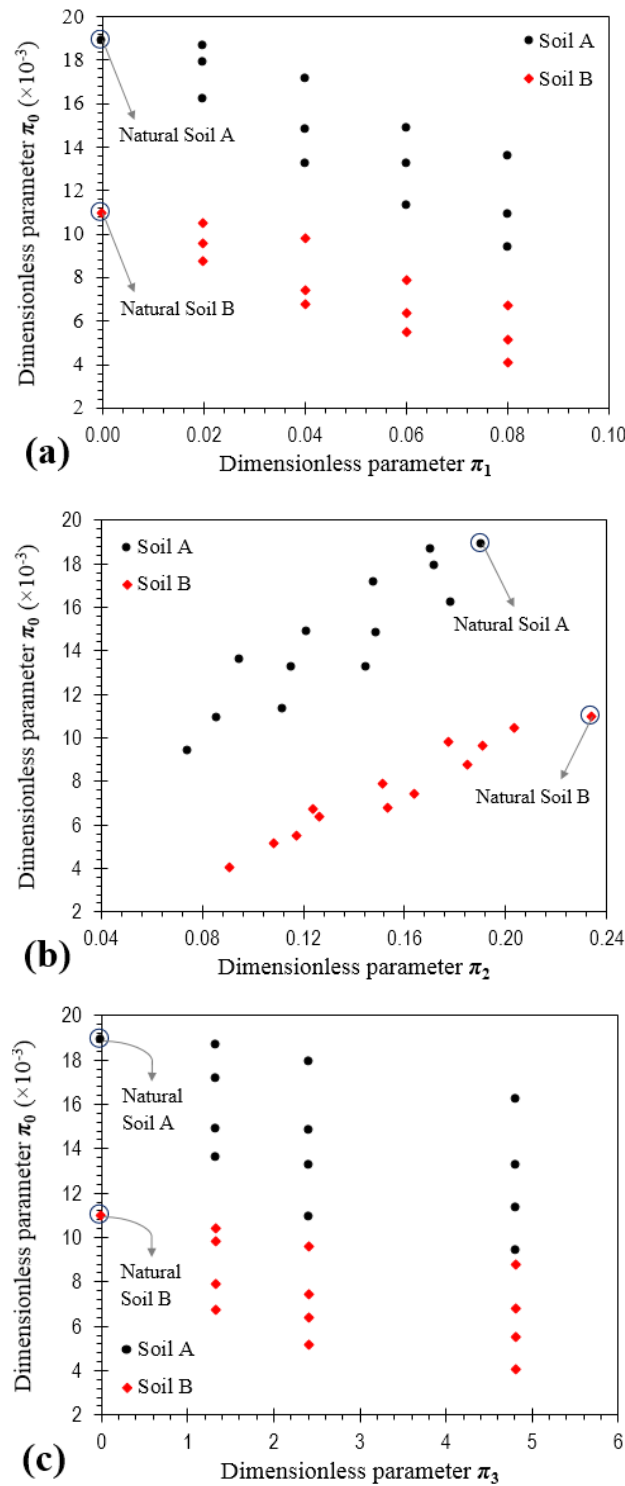 20
18
16
14
12
10
8
6
4
2
Dimensionless parameter π0 (×10-3)
Soil A
Soil B
Natural Soil A
Natural Soil B
0.00 0.02 0.04 0.06 0.08 0.10
(a) Dimensionless parameter π1
20
18
16
14
12
10
8
6
4
2
Dimensionless parameter π0 (×10-3)
Soil A
Soil B
Natural Soil A
Natural Soil B
0.04 0.08 0.12 0.16 0.20 0.24
(b) Dimensionless parameter π2
20
18
16
14
12
10
8
6
4
2
Dimensionless parameter π0 (×10-3)
Natural
Soil A
Natural
Soil B
Soil A
Soil B
0 1 2 3 4 5 6
(c) Dimensionless parameter π3